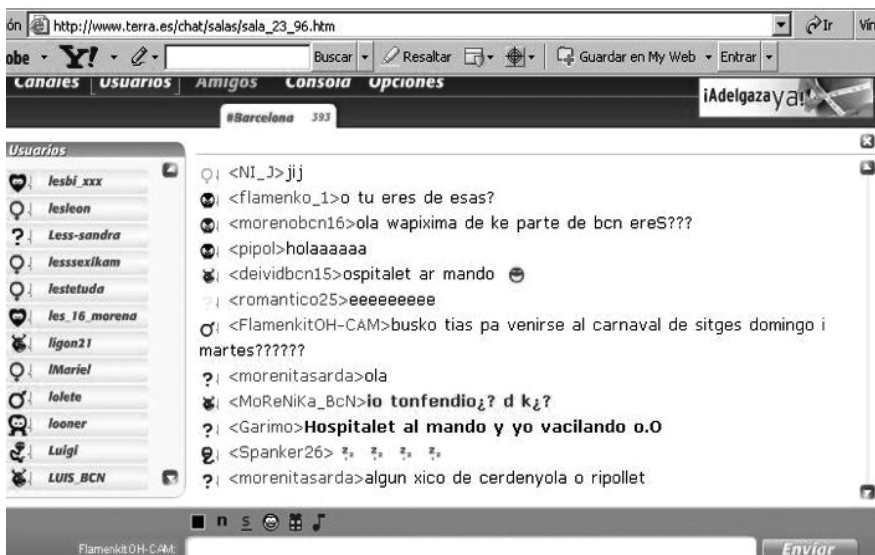 ón http://www.terra.es/chat/salas/sala_23_96.htm Ir Vín
obe Y! Buscar Resaltar Guardar en My Web Entrar
Canales Usuarios Amigos Consola Opciones
¡Adelgaza ya!
#Barcelona 393
Usuarios
lesbi_xxx
lesleon
Less-sandra
lesssexikam
lestetuda
les_16_morena
ligon21
lMariel
lolete
looner
Luigi
LUIS_BCN
<NI_J>jij
<flamenko_1>o tu eres de esas?
<morenobcn16>ola wapixima de ke parte de bcn ereS???
<pipol>holaaaaaa
<deividbcn15>ospitalet ar mando
<romantico25>eeeeeeeee
<FlamenkitOH-CAM>busko tias pa venirse al carnaval de sitges domingo i
martes??????
<morenitasarda>ola
<MoReNiKa_BcN>io tonfendio¿? d k¿?
<Garimo>Hospitalet al mando y yo vacilando o.O
<Spanker26>
<morenitasarda>algun xico de cerdenyola o ripollet
n s
FlamenkitOH-CAM: Enviar